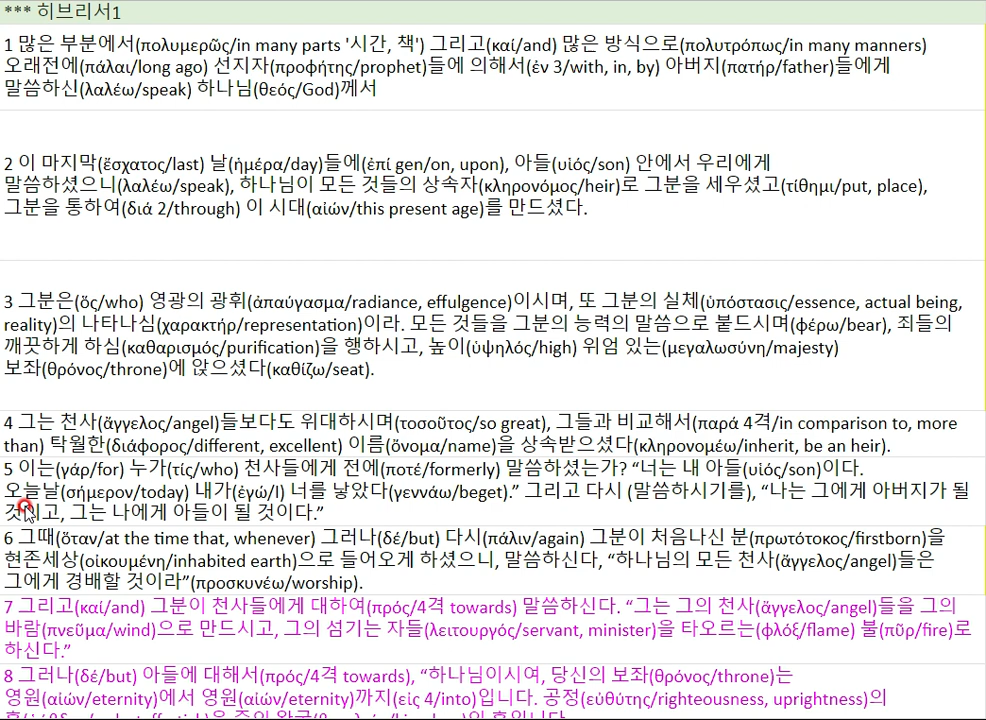 *** 히브리서1
1 많은 부분에서(πολυμερῶς/in many parts '시간, 책') 그리고(καί/and) 많은 방식으로(πολυτρόπως/in many manners)
오래전에(πάλαι/long ago) 선지자(προφήτης/prophet)들에 의해서(ἐν 3/with, in, by) 아버지(πατήρ/father)들에게
말씀하신(λαλέω/speak) 하나님(θεός/God)께서
2 이 마지막(ἔσχατος/last) 날(ἡμέρα/day)들에(ἐπί gen/on, upon), 아들(υἱός/son) 안에서 우리에게
말씀하셨으니(λαλέω/speak), 하나님이 모든 것들의 상속자(κληρονόμος/heir)로 그분을 세우셨고(τίθημι/put, place),
그분을 통하여(διά 2/through) 이 시대(αἰών/this present age)를 만드셨다.
3 그분은(ὅς/who) 영광의 광휘(ἀπαύγασμα/radiance, effulgence)이시며, 또 그분의 실체(ὑπόστασις/essence, actual being,
reality)의 나타나심(χαρακτήρ/representation)이라. 모든 것들을 그분의 능력의 말씀으로 붙드시며(φέρω/bear), 죄들의
깨끗하게 하심(καθαρισμός/purification)을 행하시고, 높이(ὑψηλός/high) 위엄 있는(μεγαλωσύνη/majesty)
보좌(θρόνος/throne)에 앉으셨다(καθίζω/seat).
4 그는 천사(ἄγγελος/angel)들보다도 위대하시며(τοσοῦτος/so great), 그들과 비교해서(παρά 4격/in comparison to, more
than) 탁월한(διάφορος/different, excellent) 이름(ὄνομα/name)을 상속받으셨다(κληρονομέω/inherit, be an heir).
5 이는(γάρ/for) 누가(τίς/who) 천사들에게 전에(ποτέ/formerly) 말씀하셨는가? “너는 내 아들(υἱός/son)이다.
오늘날(σήμερον/today) 내가(ἐγώ/I) 너를 낳았다(γεννάω/beget).” 그리고 다시 (말씀하시기를), “나는 그에게 아버지가 될
것이고, 그는 나에게 아들이 될 것이다.”
6 그때(ὅταν/at the time that, whenever) 그러나(δέ/but) 다시(πάλιν/again) 그분이 처음나신 분(πρωτότοκος/firstborn)을
현존세상(οἰκουμένη/inhabited earth)으로 들어오게 하셨으니, 말씀하신다, “하나님의 모든 천사(ἄγγελος/angel)들은
그에게 경배할 것이라”(προσκυνέω/worship).
7 그리고(καί/and) 그분이 천사들에게 대하여(πρός/4격 towards) 말씀하신다. “그는 그의 천사(ἄγγελος/angel)들을 그의
바람(πνεῦμα/wind)으로 만드시고, 그의 섬기는 자들(λειτουργός/servant, minister)을 타오르는(φλόξ/flame) 불(πῦρ/fire)로
하신다.”
8 그러나(δέ/but) 아들에 대해서(πρός/4격 towards), “하나님이시여, 당신의 보좌(θρόνος/throne)는
영원(αἰών/eternity)에서 영원(αἰών/eternity)까지(εἰς 4/into)입니다. 공정(εὐθύτης/righteousness, uprightness)의